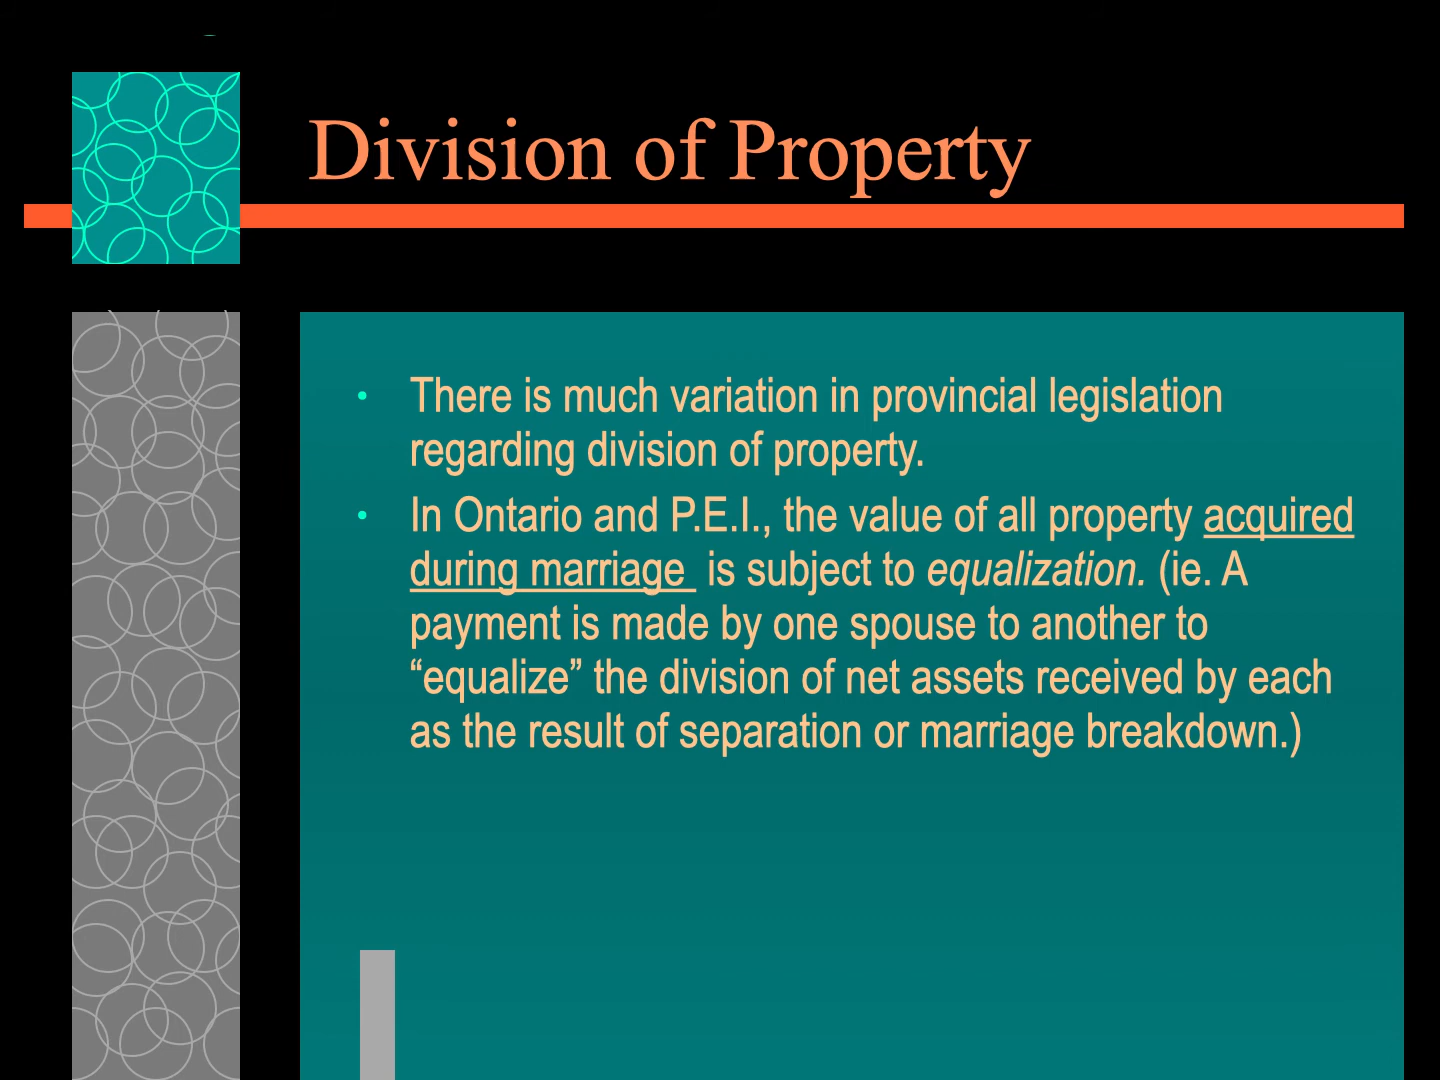 Division of Property
• There is much variation in provincial legislation
regarding division of property.
• In Ontario and P.E.I., the value of all property acquired
during marriage  is subject to equalization. (ie. A
payment is made by one spouse to another to
“equalize” the division of net assets received by each
as the result of separation or marriage breakdown.)